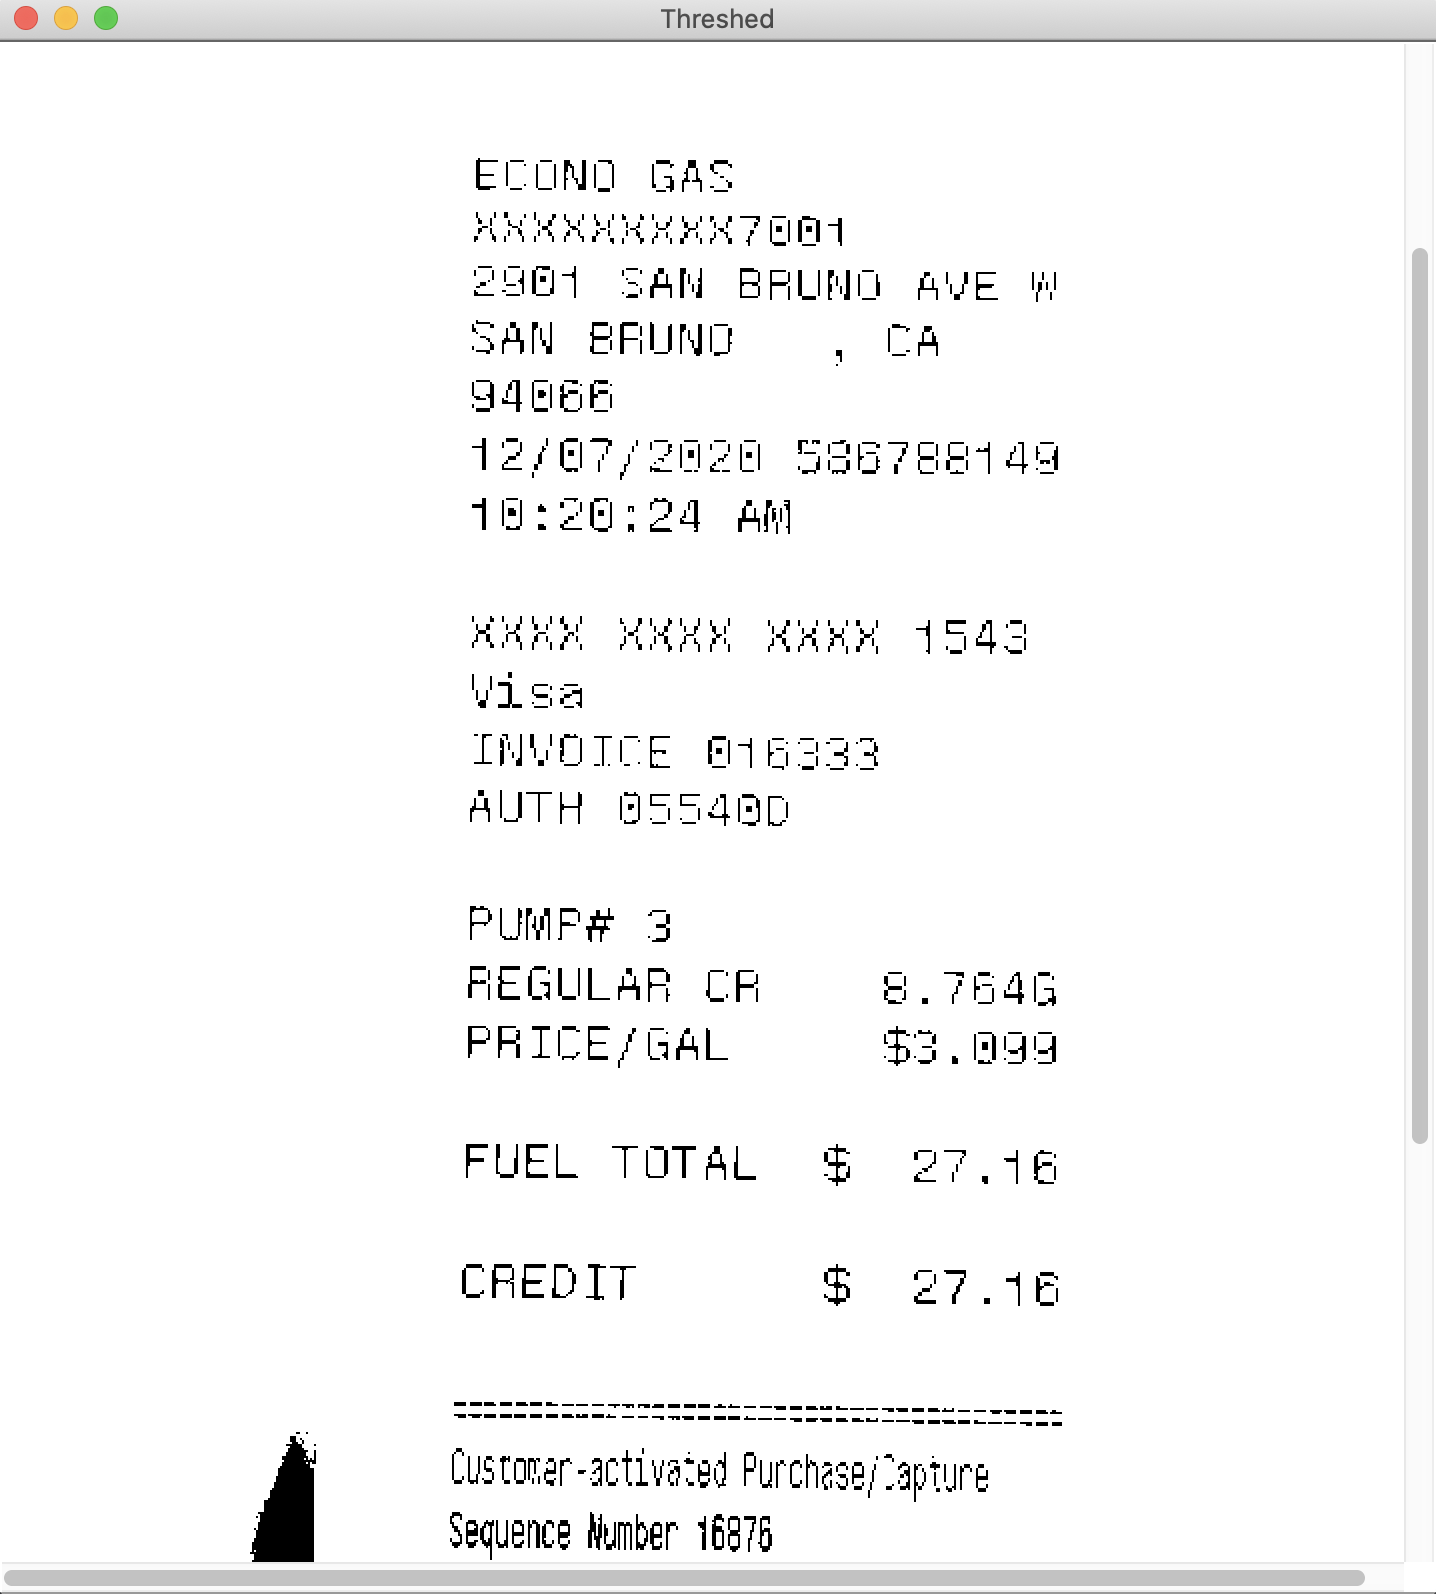 Threshed
ECONO GAS
XXXXXXXXX7001
2901 SAN BRUNO AVE W
SAN BRUNO , CA
94066
12/07/2020 586788149
10:20:24 AM
XXXX XXXX XXXX 1543
Visa
INVOICE 016333
AUTH 05540D
PUMP# 3
REGULAR CR 8.764G
PRICE/GAL $3.099
FUEL TOTAL $ 27.16
CREDIT $ 27.16
=========================================
Customer-activated Purchase/Capture
Sequence Number 16876